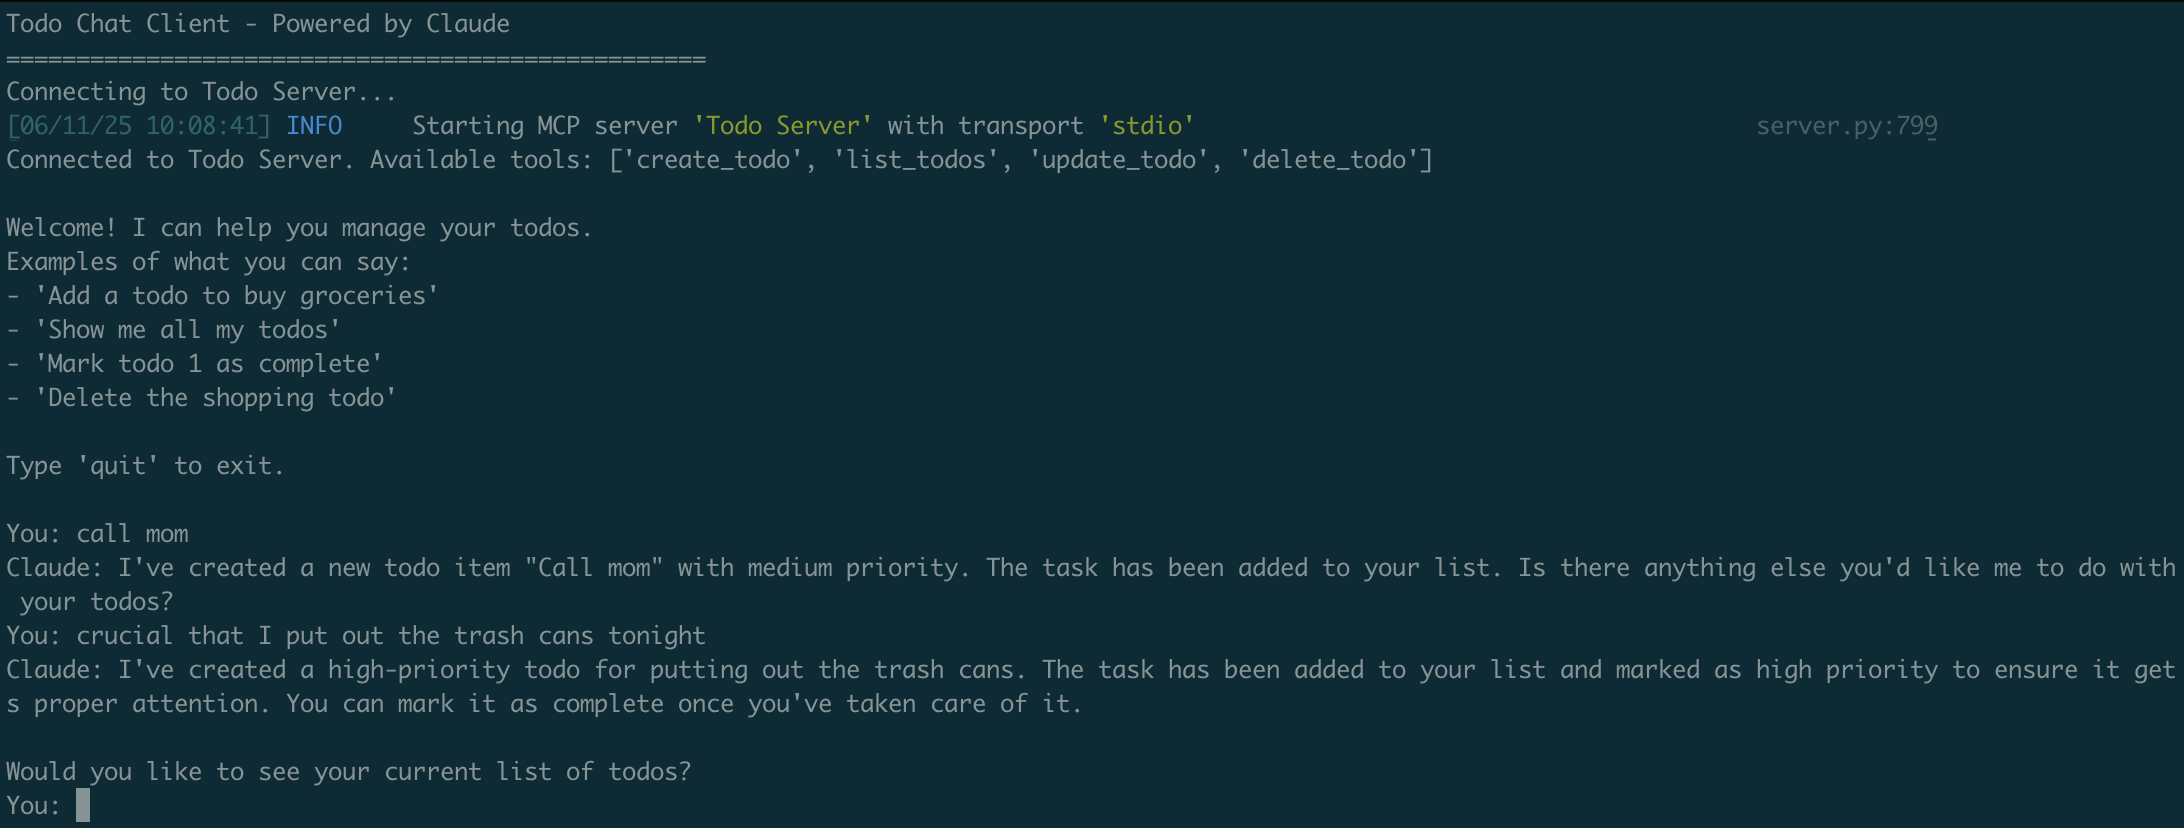 Todo Chat Client - Powered by Claude
==================================================
Connecting to Todo Server...
[06/11/25 10:08:41] INFO     Starting MCP server 'Todo Server' with transport 'stdio'                                        server.py:799
Connected to Todo Server. Available tools: ['create_todo', 'list_todos', 'update_todo', 'delete_todo']
Welcome! I can help you manage your todos.
Examples of what you can say:
- 'Add a todo to buy groceries'
- 'Show me all my todos'
- 'Mark todo 1 as complete'
- 'Delete the shopping todo'
Type 'quit' to exit.
You: call mom
Claude: I've created a new todo item "Call mom" with medium priority. The task has been added to your list. Is there anything else you'd like me to do with
 your todos?
You: crucial that I put out the trash cans tonight
Claude: I've created a high-priority todo for putting out the trash cans. The task has been added to your list and marked as high priority to ensure it get
s proper attention. You can mark it as complete once you've taken care of it.
Would you like to see your current list of todos?
You: